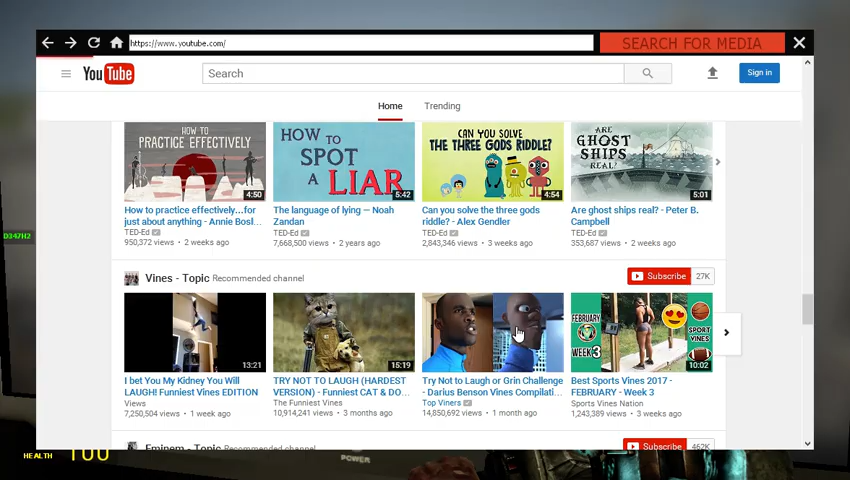 https://www.youtube.com/
SEARCH FOR MEDIA
YouTube
Search
Sign in
Home
Trending
HOW TO
PRACTICE EFFECTIVELY
4:50
HOW TO
SPOT
A LIAR
5:42
CAN YOU SOLVE
THE THREE GODS RIDDLE?
4:54
ARE
GHOST
SHIPS
REAL?
5:01
How to practice effectively...for
just about anything - Annie Bosl...
TED-Ed
950,372 views • 2 weeks ago
The language of lying — Noah
Zandan
TED-Ed
7,668,500 views • 2 years ago
Can you solve the three gods
riddle? - Alex Gendler
TED-Ed
2,843,346 views • 3 weeks ago
Are ghost ships real? - Peter B.
Campbell
TED-Ed
353,687 views • 2 weeks ago
D347H2
Vines - Topic Recommended channel
Subscribe 27K
13:21
15:19
FEBRUARY
WEEK 3
SPORT
VINES
10:02
I bet You My Kidney You Will
LAUGH! Funniest Vines EDITION
Views
7,250,504 views • 1 week ago
TRY NOT TO LAUGH (HARDEST
VERSION) - Funniest CAT & DO...
The Funniest Vines
10,914,241 views • 3 months ago
Try Not to Laugh or Grin Challenge
- Darius Benson Vines Compilati...
Top Viners
14,850,692 views • 1 month ago
Best Sports Vines 2017 -
FEBRUARY - Week 3
Sports Vines Nation
1,243,389 views • 3 weeks ago
Eminem - Topic Recommended channel
Subscribe 462K
HEALTH
POWER